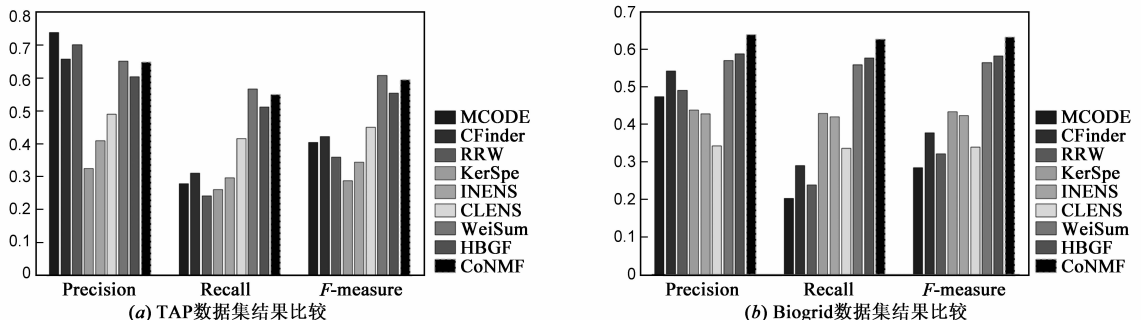 0.8
0.7
0.6
0.5
0.4
0.3
0.2
0.1
0
Precision
Recall
F-measure
MCODE
CFinder
RRW
KerSpe
INENS
CLENS
WeiSum
HBGF
CoNMF
(a) TAP数据集结果比较
0.7
0.6
0.5
0.4
0.3
0.2
0.1
0
Precision
Recall
F-measure
MCODE
CFinder
RRW
KerSpe
INENS
CLENS
WeiSum
HBGF
CoNMF
(b) Biogrid数据集结果比较